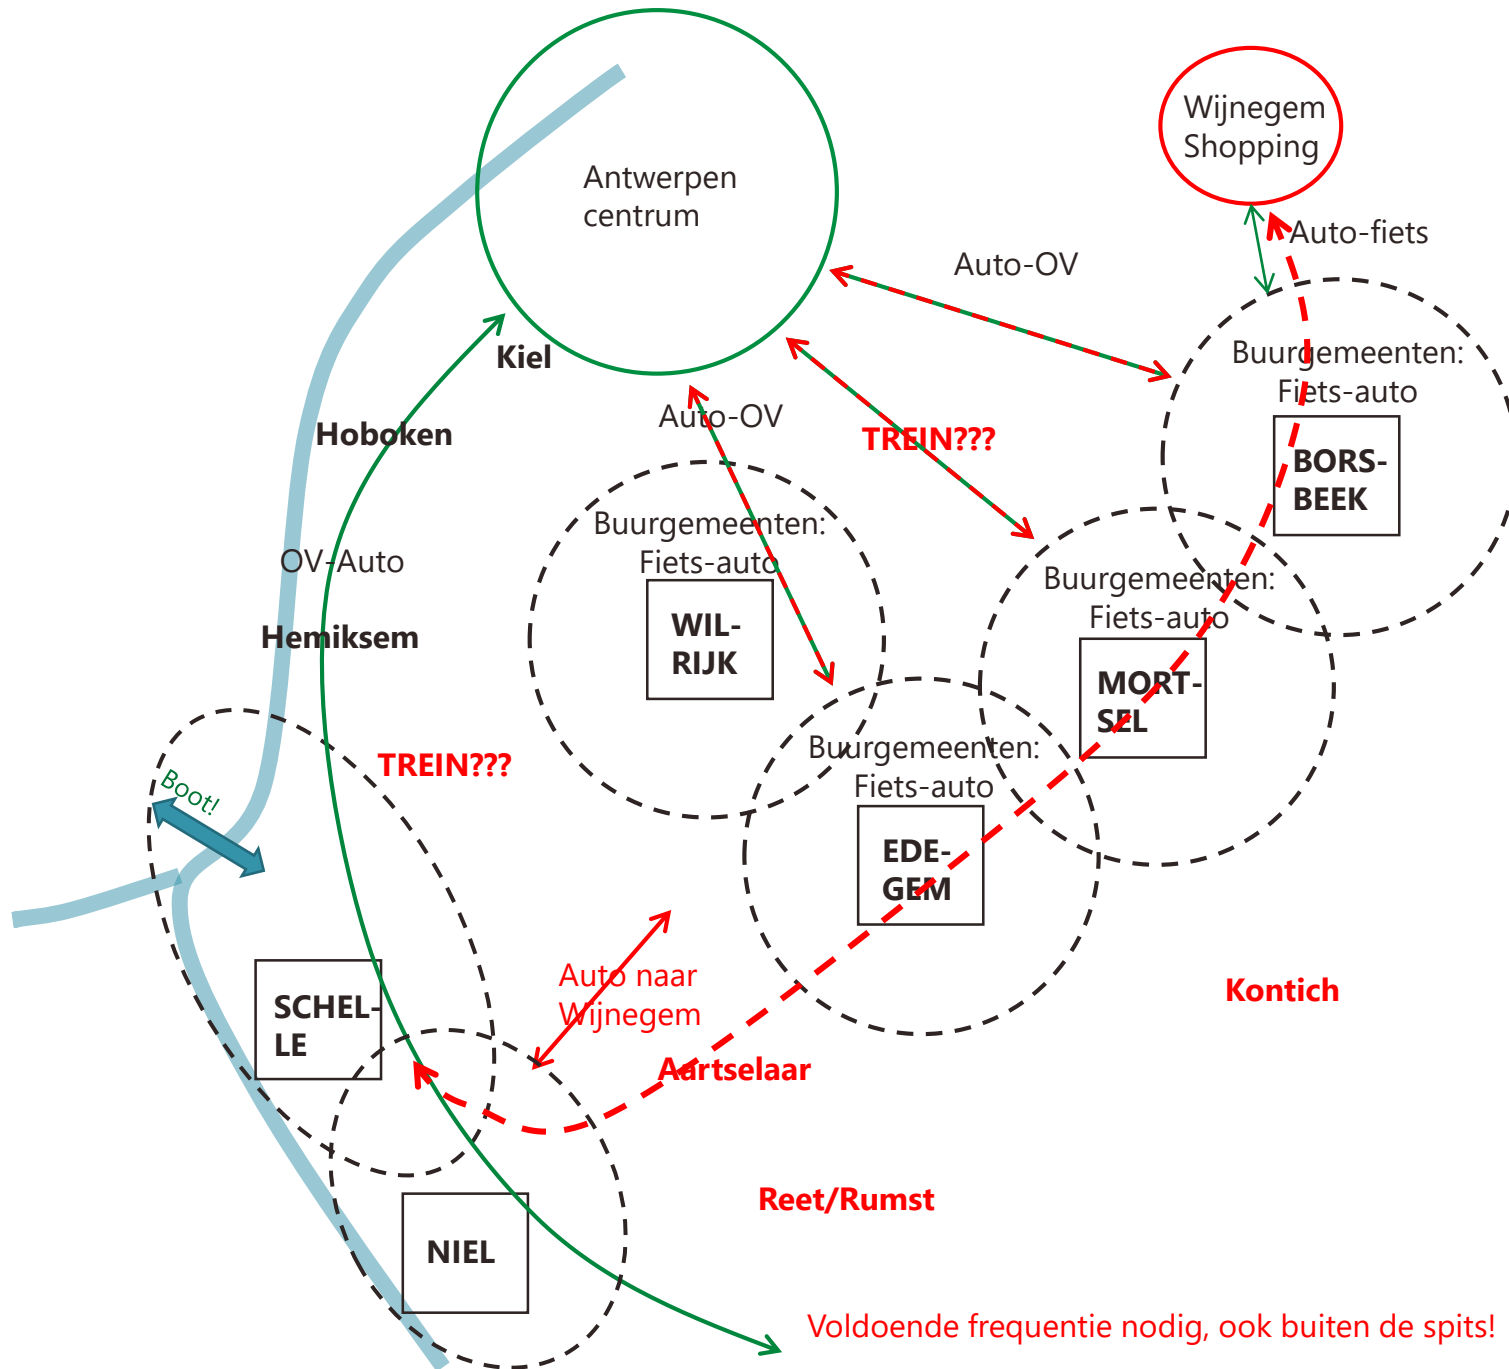 Wijnegem
Shopping
Antwerpen
centrum
Auto-fiets
Auto-OV
Kiel
Buurgemeenten:
Fiets-auto
BORS-
BEEK
Auto-OV
Hoboken
TREIN???
Buurgemeenten:
Fiets-auto
WIL-
RIJK
OV-Auto
Hemiksem
Buurgemeenten:
Fiets-auto
MORT-
SEL
TREIN???
Boot!
Buurgemeenten:
Fiets-auto
EDE-
GEM
Auto naar
Wijnegem
SCHEL-
LE
Kontich
Aartselaar
Reet/Rumst
NIEL
Voldoende frequentie nodig, ook buiten de spits!